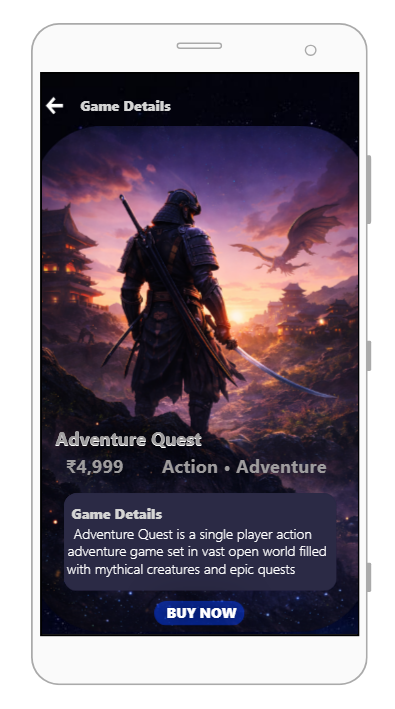 Game Details
Adventure Quest
₹4,999 Action • Adventure
Game Details
Adventure Quest is a single player action
adventure game set in vast open world filled
with mythical creatures and epic quests
BUY NOW